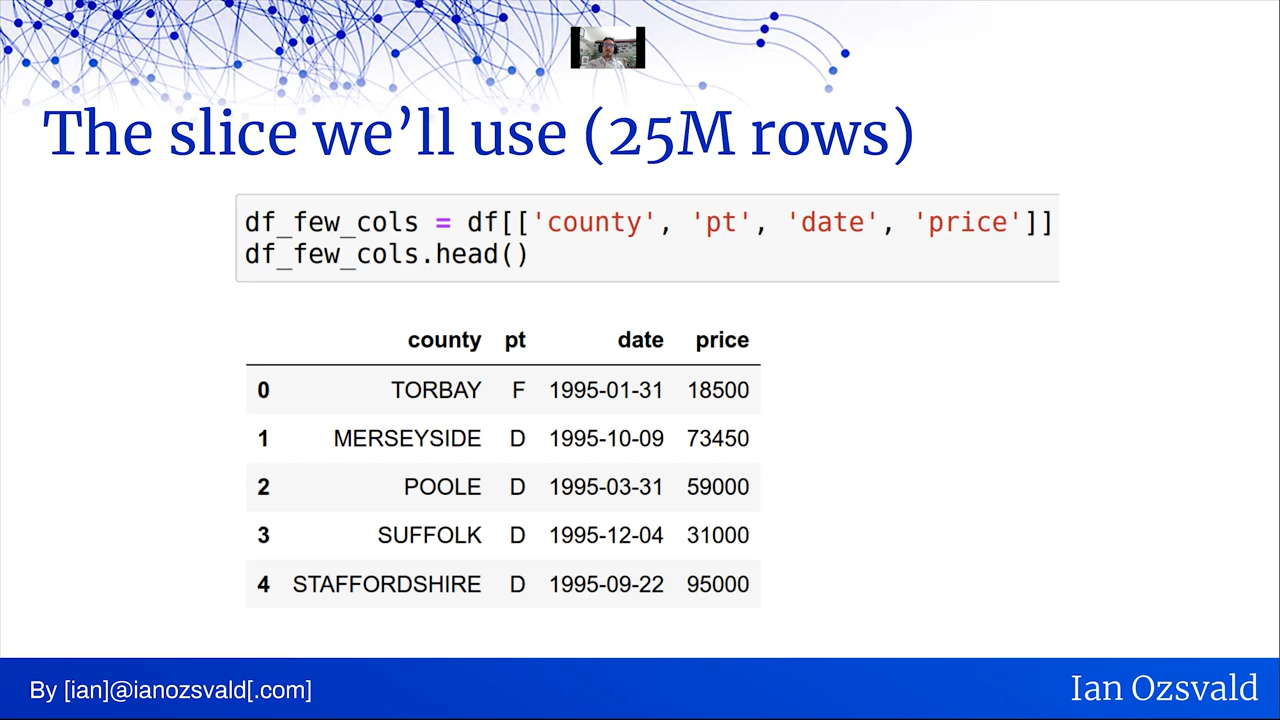 The slice we’ll use (25M rows)
df_few_cols = df[['county', 'pt', 'date', 'price']]
df_few_cols.head()
county pt date price
0 TORBAY F 1995-01-31 18500
1 MERSEYSIDE D 1995-10-09 73450
2 POOLE D 1995-03-31 59000
3 SUFFOLK D 1995-12-04 31000
4 STAFFORDSHIRE D 1995-09-22 95000
By [ian]@ianozsvald[.com]
Ian Ozsvald